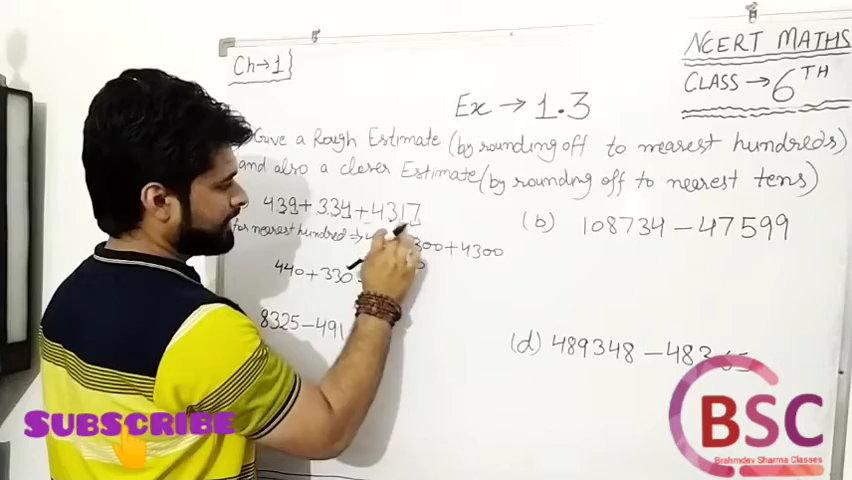 Ch→1}
NCERT MATHS
CLASS → 6TH
Ex → 1.3
Give a Rough Estimate (by rounding off to nearest hundreds)
and also a closer Estimate (by rounding off to nearest tens)
439+ 334 +4317
(b) 108734 - 47599
for nearest hundred ⇒ 300+4300
440+330
8325-491
(d) 489348 - 48365
SUBSCRIBE
BSC
Brahmdev Sharma Classes